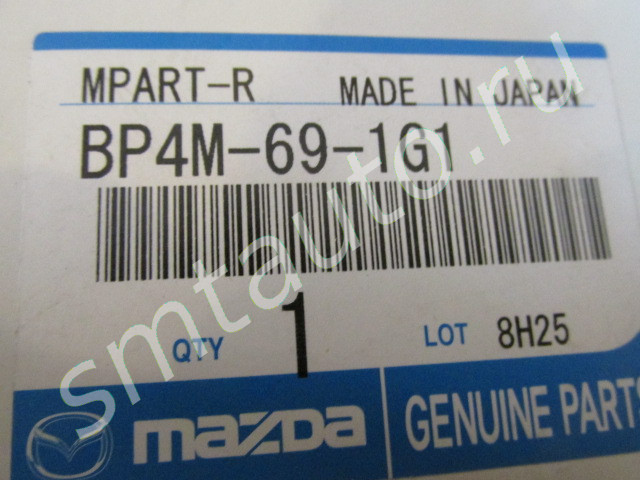 MPART-R MADE IN JAPAN
BP4M-69-1G1
QTY 1 LOT 8H25
mazda GENUINE PARTS
smtauto.ru